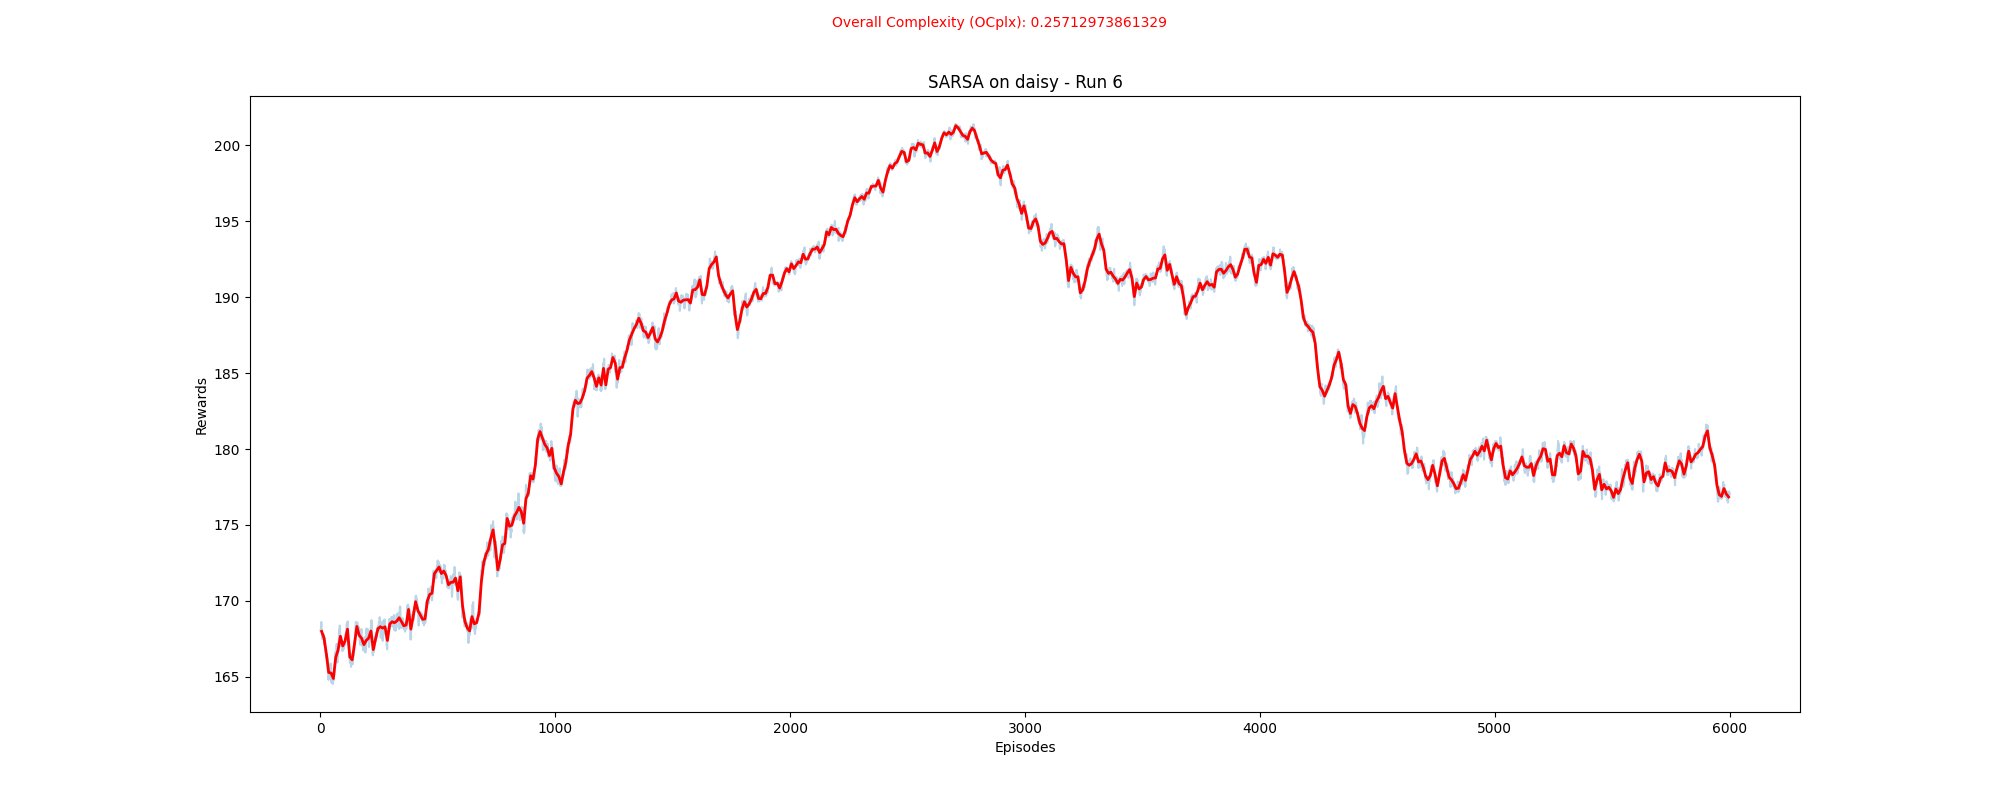 Overall Complexity (OCplx): 0.25712973861329
SARSA on daisy - Run 6
Rewards
200
195
190
185
180
175
170
165
0 1000 2000 3000 4000 5000 6000
Episodes